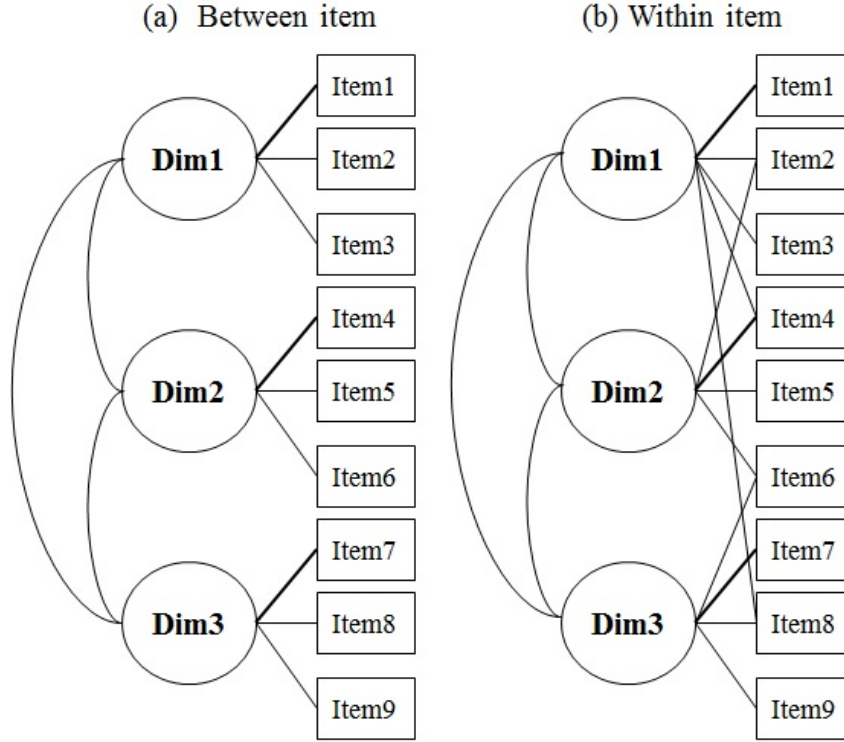 (a) Between item
Item1
Item2
Dim1
Item3
Item4
Item5
Dim2
Item6
Item7
Item8
Dim3
Item9
(b) Within item
Item1
Item2
Dim1
Item3
Item4
Item5
Dim2
Item6
Item7
Item8
Dim3
Item9